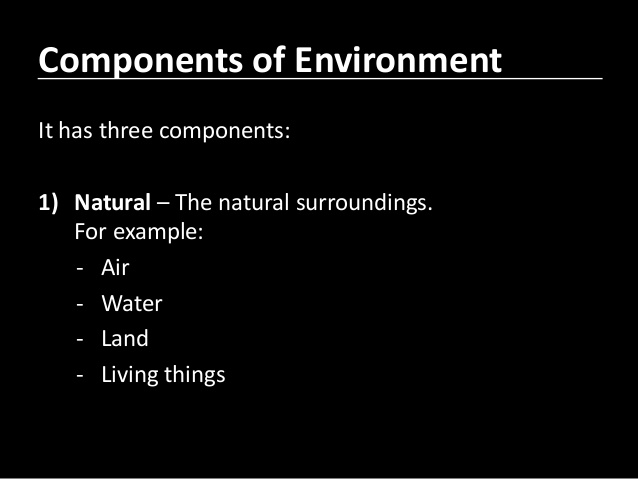 Components of Environment
It has three components:
1) Natural – The natural surroundings.
For example:
- Air
- Water
- Land
- Living things